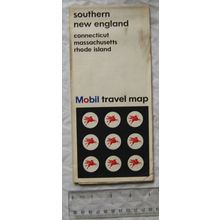 southern
new england
connecticut
massachusetts
rhode island
Mobil travel map